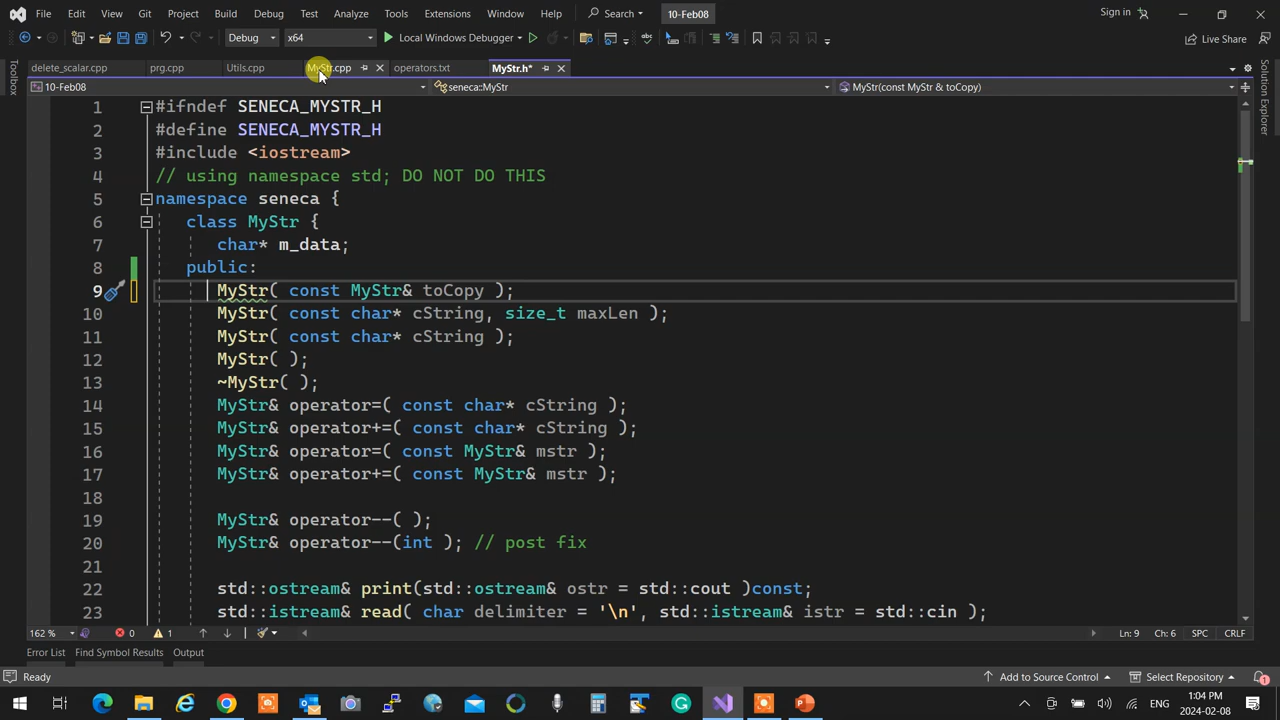 File Edit View Git Project Build Debug Test Analyze Tools Extensions Window Help Search 10-Feb08 Sign in
Debug x64 Local Windows Debugger Live Share
delete_scalar.cpp prg.cpp Utils.cpp MyStr.cpp operators.txt MyStr.h*
10-Feb08 seneca::MyStr MyStr(const MyStr & toCopy)
Toolbox
Solution Explorer
1 #ifndef SENECA_MYSTR_H
2 #define SENECA_MYSTR_H
3 #include <iostream>
4 // using namespace std; DO NOT DO THIS
5 namespace seneca {
6 class MyStr {
7 char* m_data;
8 public:
9 MyStr( const MyStr& toCopy );
10 MyStr( const char* cString, size_t maxLen );
11 MyStr( const char* cString );
12 MyStr( );
13 ~MyStr( );
14 MyStr& operator=( const char* cString );
15 MyStr& operator+=( const char* cString );
16 MyStr& operator=( const MyStr& mstr );
17 MyStr& operator+=( const MyStr& mstr );
18
19 MyStr& operator--( );
20 MyStr& operator--(int ); // post fix
21
22 std::ostream& print(std::ostream& ostr = std::cout )const;
23 std::istream& read( char delimiter = '\n', std::istream& istr = std::cin );
162 % 0 1 Ln: 9 Ch: 6 SPC CRLF
Error List Find Symbol Results Output
Ready Add to Source Control Select Repository 1
ENG 1:04 PM
2024-02-08